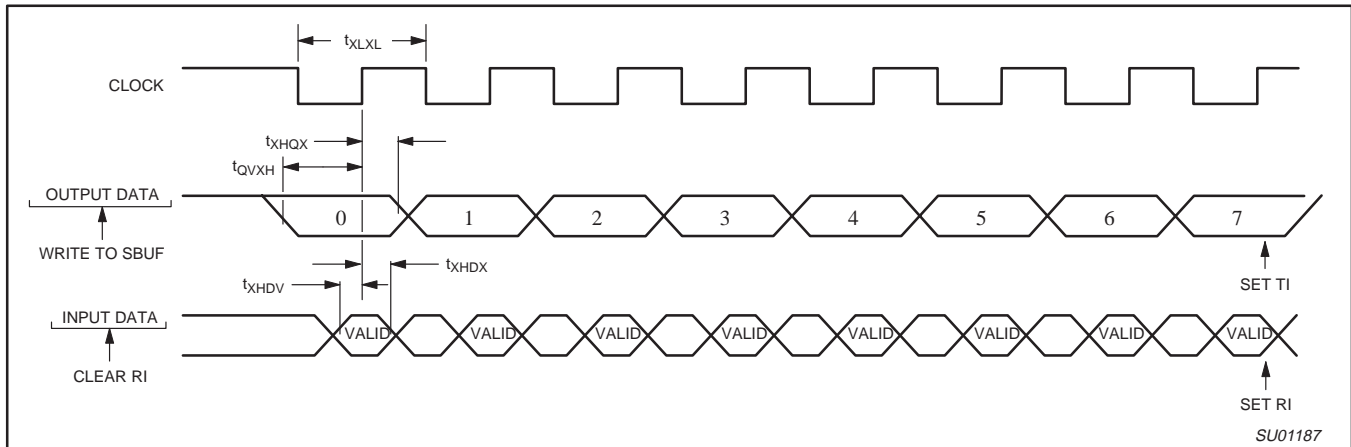 tXLXL
CLOCK
tXHQX
tQVXH
OUTPUT DATA
0 1 2 3 4 5 6 7
WRITE TO SBUF
tXHDX
tXHDV
SET TI
INPUT DATA
VALID VALID VALID VALID VALID VALID VALID VALID
CLEAR RI
SET RI
SU01187